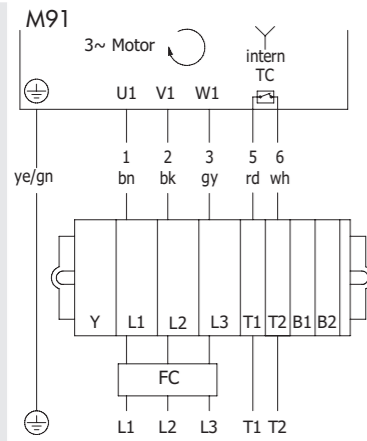 M91
3~ Motor
intern
TC
U1 V1 W1
1 2 3 5 6
ye/gn bn bk gy rd wh
Y L1 L2 L3 T1 T2 B1 B2
FC
L1 L2 L3 T1 T2